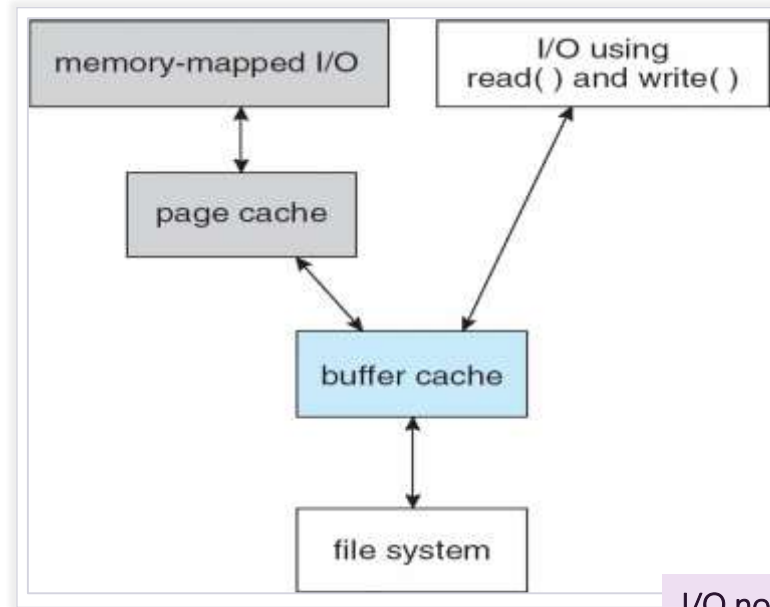 memory-mapped I/O
I/O using
read( ) and write( )
page cache
buffer cache
file system
I/O